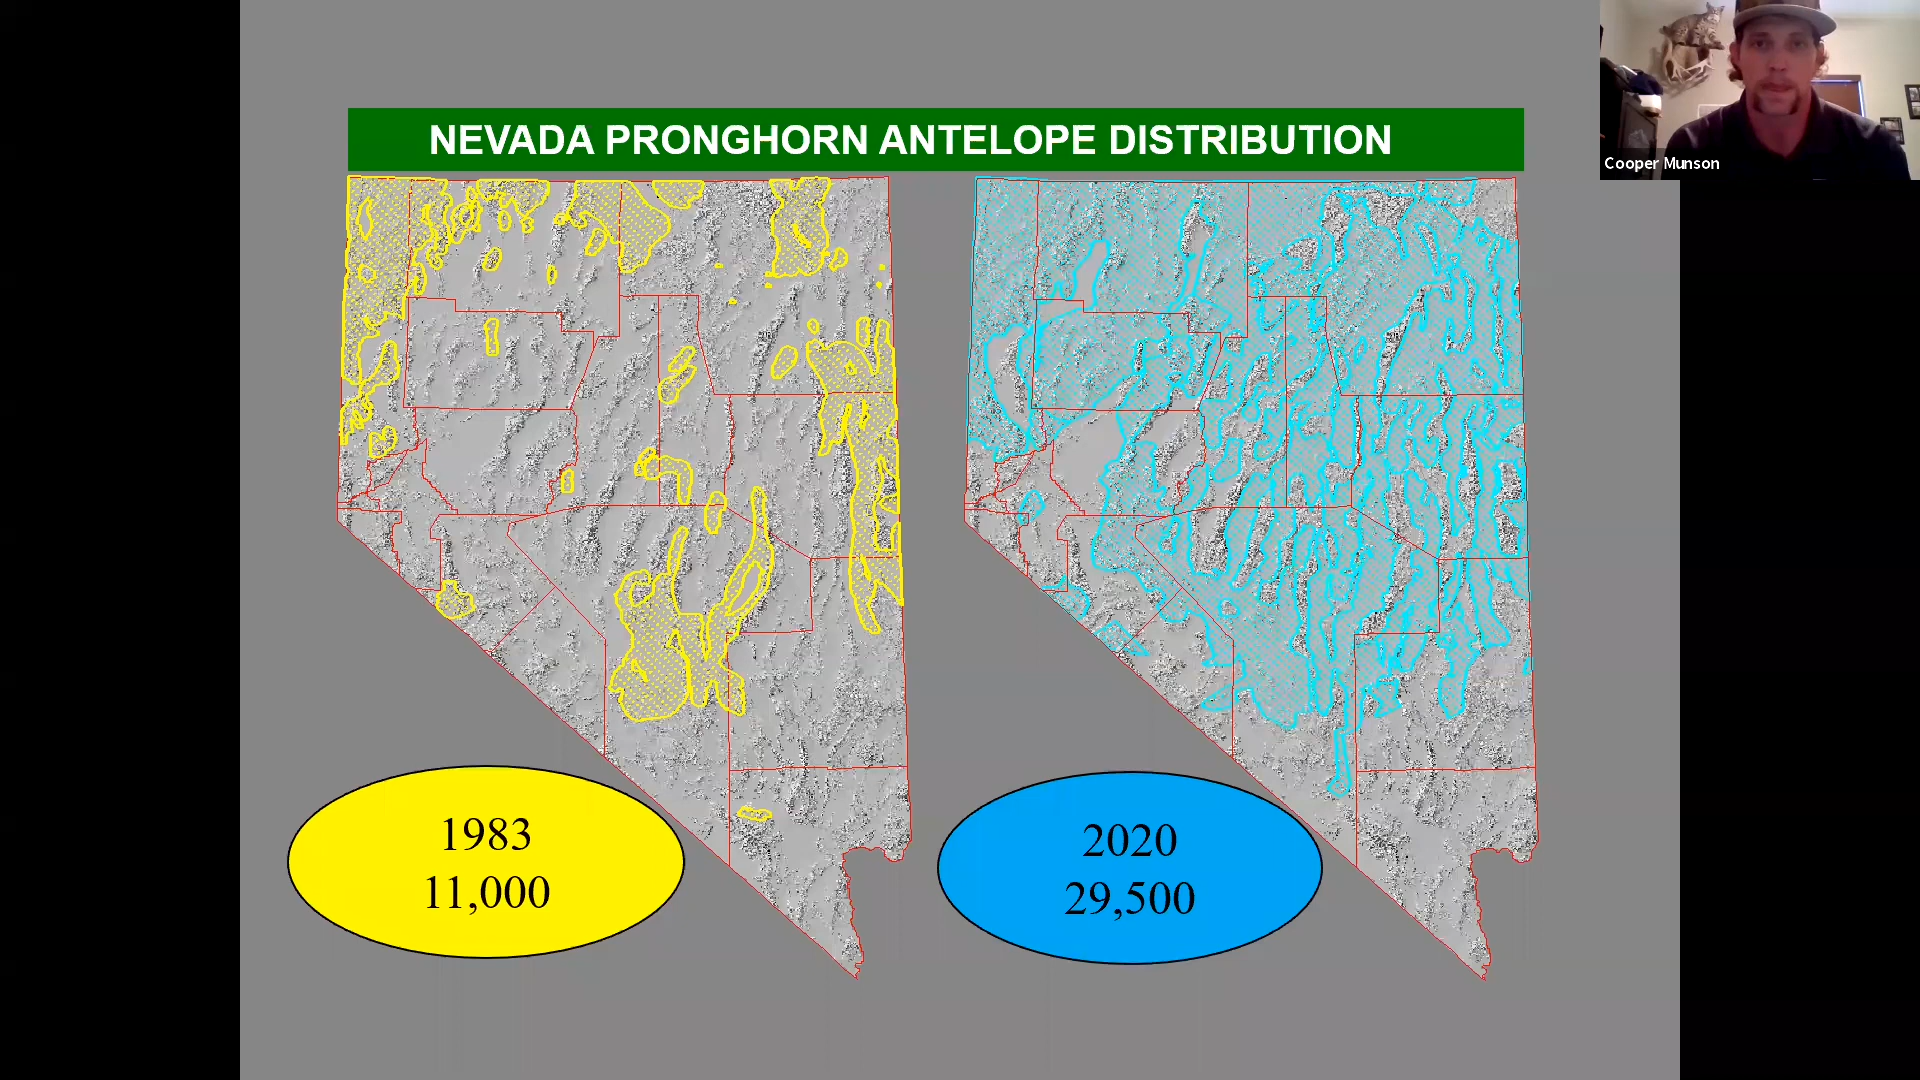 NEVADA PRONGHORN ANTELOPE DISTRIBUTION
Cooper Munson
1983
11,000
2020
29,500